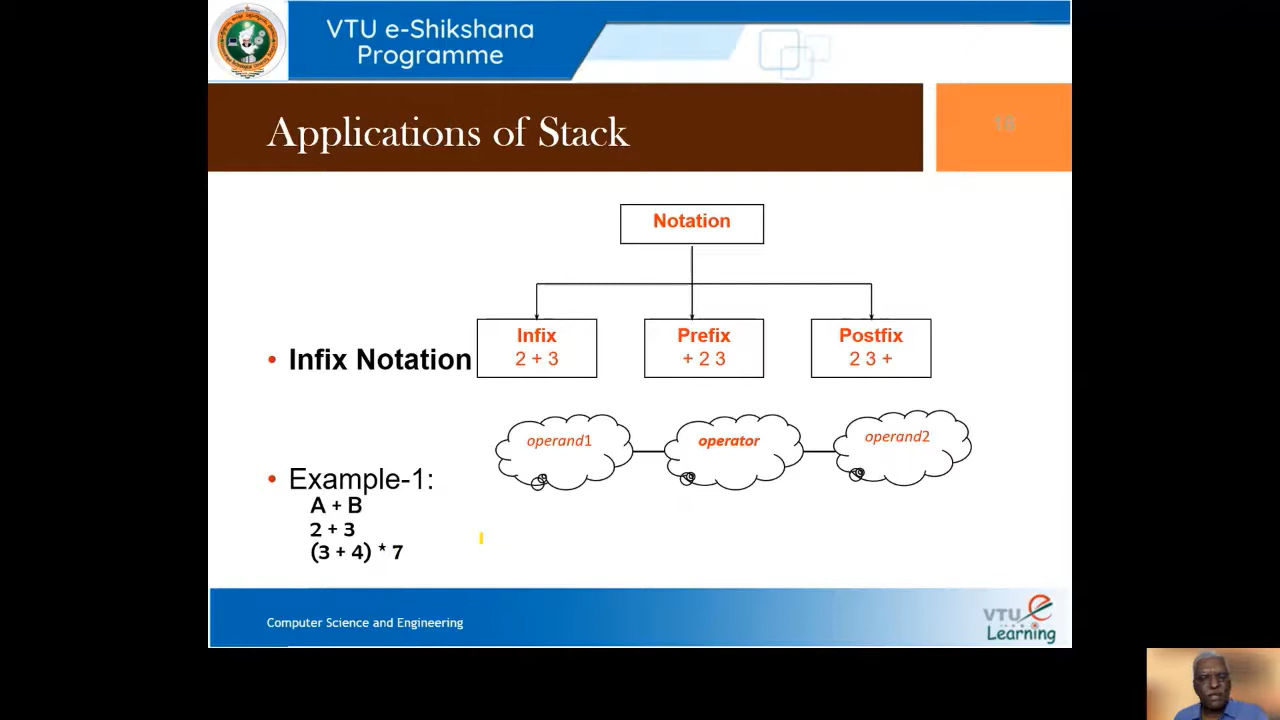 VTU e-Shikshana
Programme
Applications of Stack
18
Notation
Infix
2 + 3
Prefix
+ 2 3
Postfix
2 3 +
• Infix Notation
operand1
operator
operand2
• Example-1:
A + B
2 + 3
(3 + 4) * 7
Computer Science and Engineering
VTU e
Learning